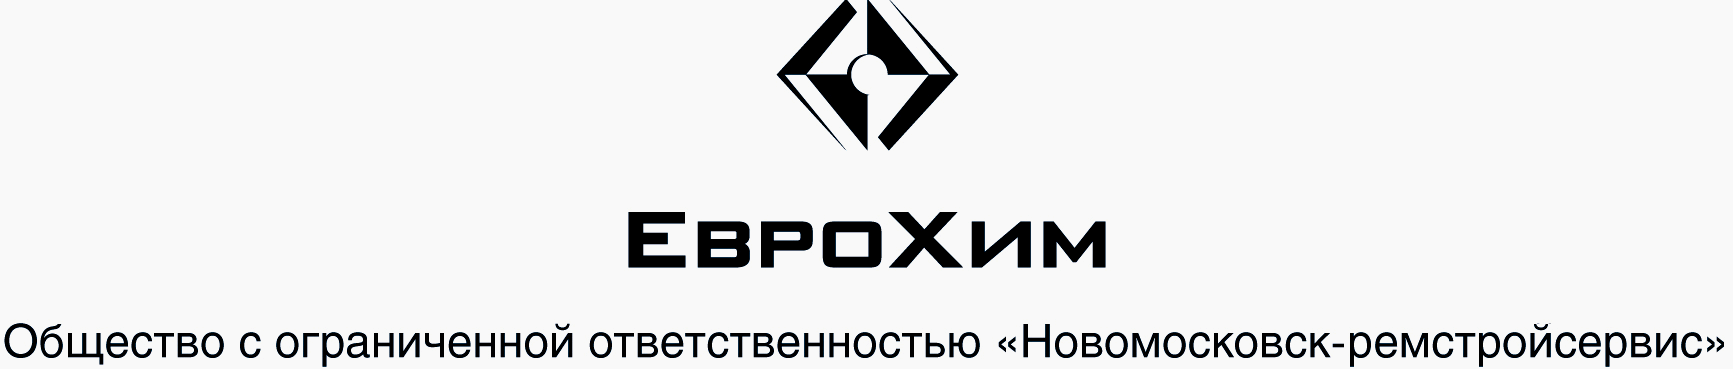 ЕвроХим
Общество с ограниченной ответственностью «Новомосковск-ремстройсервис»